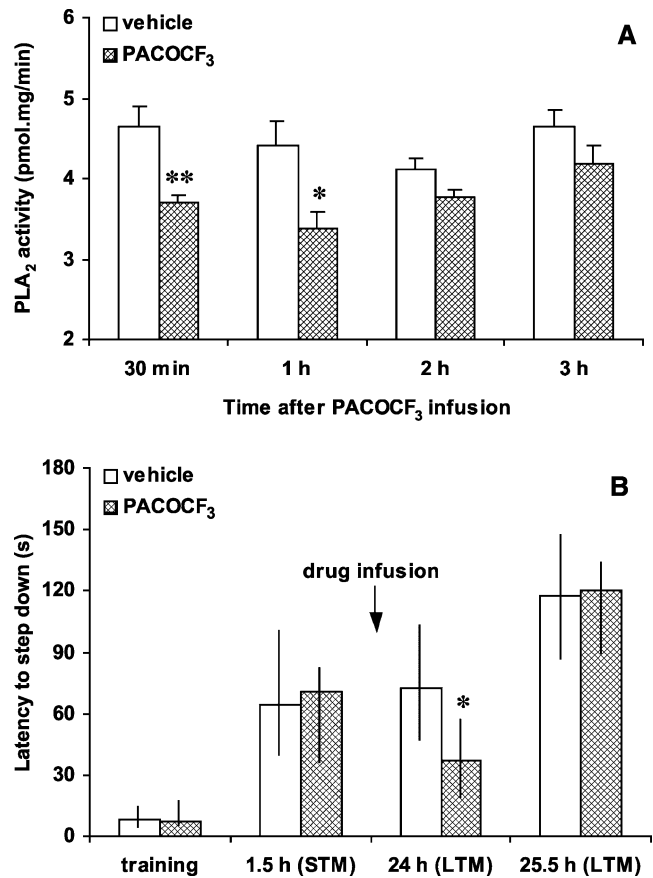 vehicle
PACOCF3
A
PLA2 activity (pmol.mg/min)
6
5
4
3
2
**
*
30 min 1 h 2 h 3 h
Time after PACOCF3 infusion
vehicle
PACOCF3
B
Latency to step down (s)
180
150
120
90
60
30
0
drug infusion
*
training 1.5 h (STM) 24 h (LTM) 25.5 h (LTM)